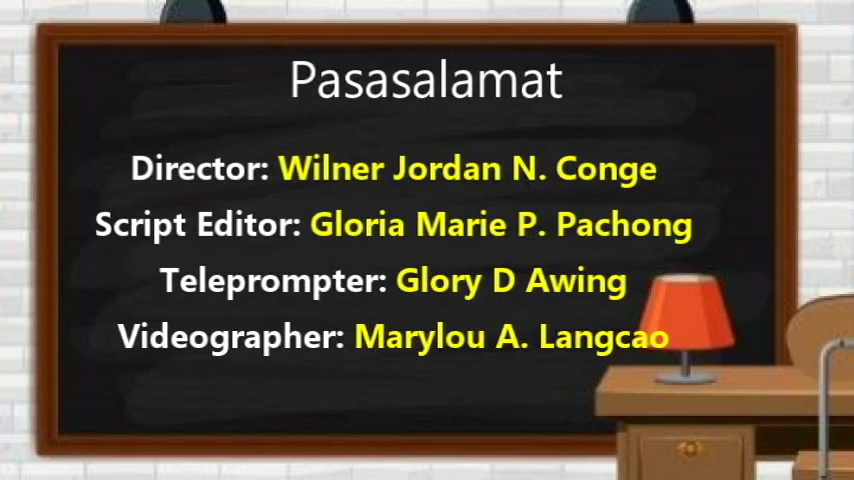 Pasasalamat
Director: Wilner Jordan N. Conge
Script Editor: Gloria Marie P. Pachong
Teleprompter: Glory D Awing
Videographer: Marylou A. Langcao